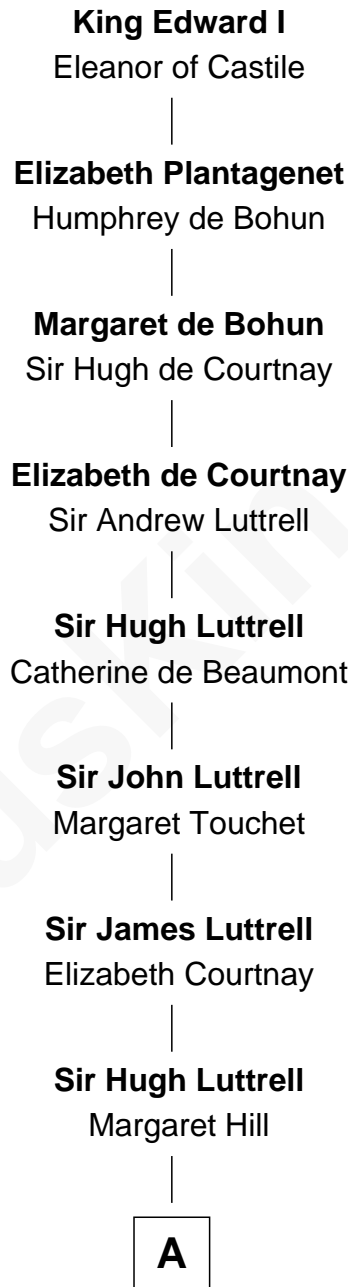 King Edward I
Eleanor of Castile
Elizabeth Plantagenet
Humphrey de Bohun
Margaret de Bohun
Sir Hugh de Courtnay
Elizabeth de Courtnay
Sir Andrew Luttrell
Sir Hugh Luttrell
Catherine de Beaumont
Sir John Luttrell
Margaret Touchet
Sir James Luttrell
Elizabeth Courtnay
Sir Hugh Luttrell
Margaret Hill
A